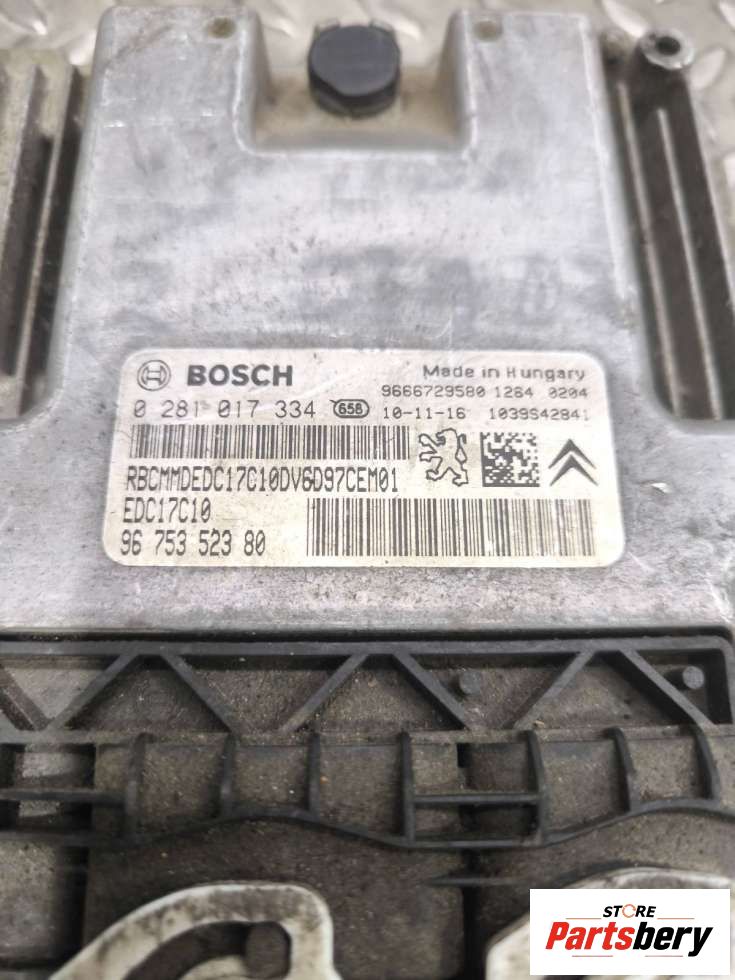 BOSCH
Made in Hungary
9666729580 1264 0204
0 281 017 334 658
10-11-16 1039S42841
RBCMMDEDC17C10DV6D97CEM01
EDC17C10
96 753 523 80
STORE
Partsbery